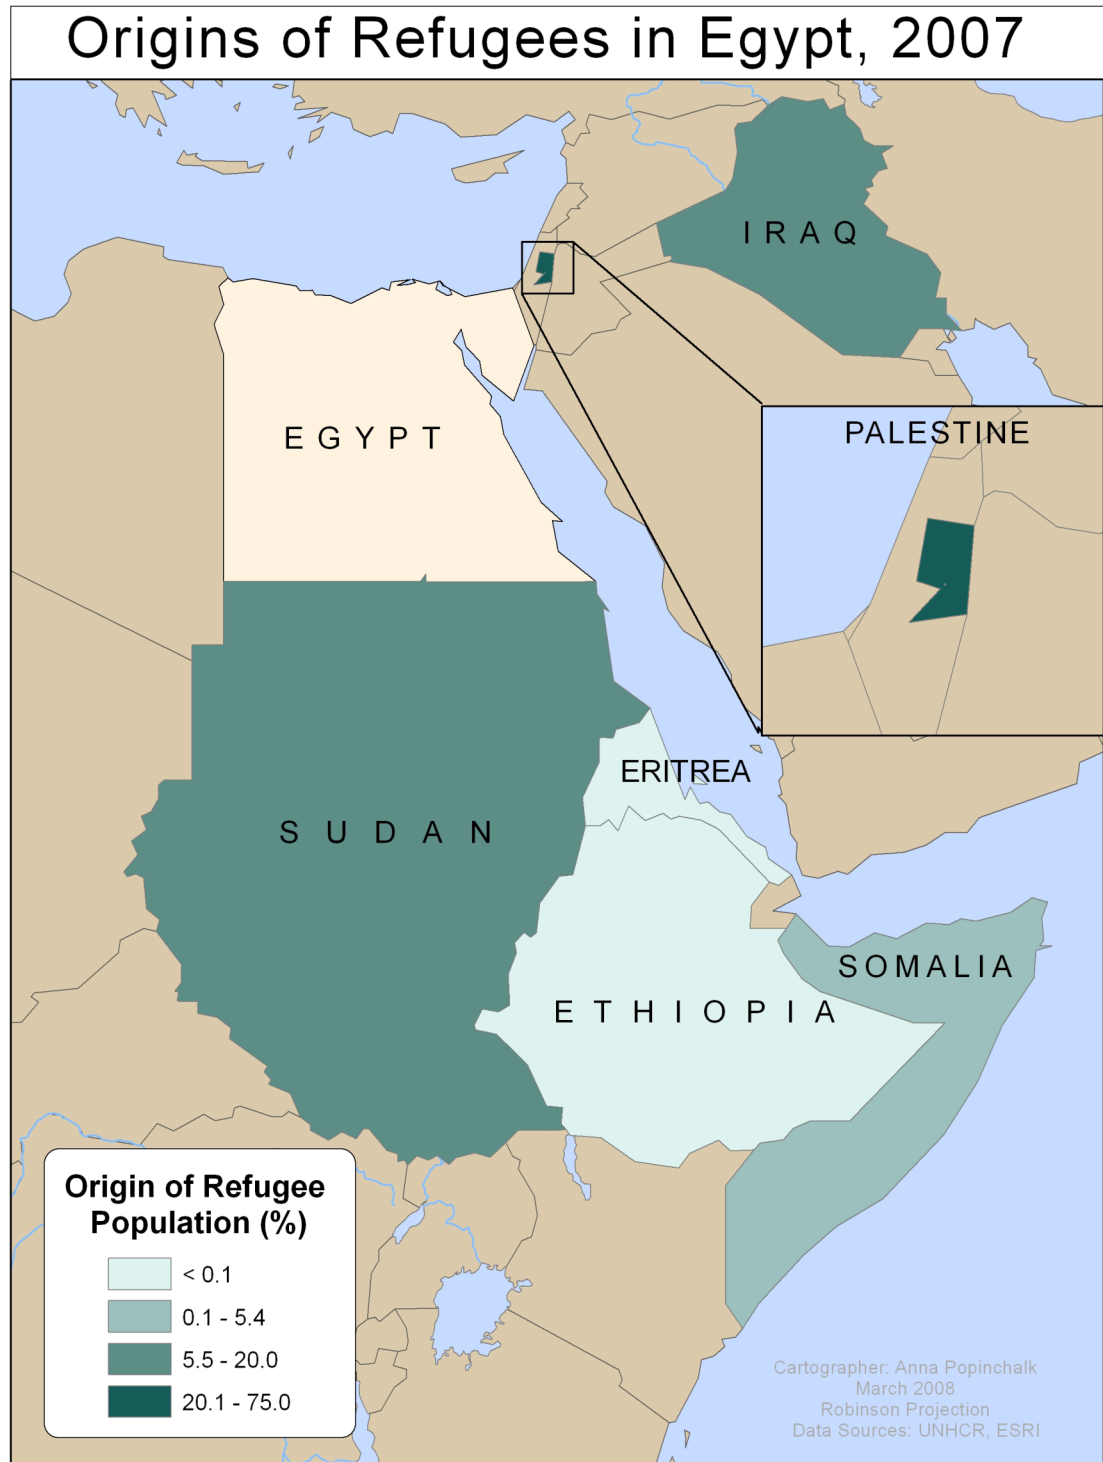 Origins of Refugees in Egypt, 2007
IRAQ
PALESTINE
EGYPT
ERITREA
SUDAN
SOMALIA
ETHIOPIA
Origin of Refugee
Population (%)
< 0.1
0.1 - 5.4
5.5 - 20.0
20.1 - 75.0
Cartographer: Anna Popinchalk
March 2008
Robinson Projection
Data Sources: UNHCR, ESRI